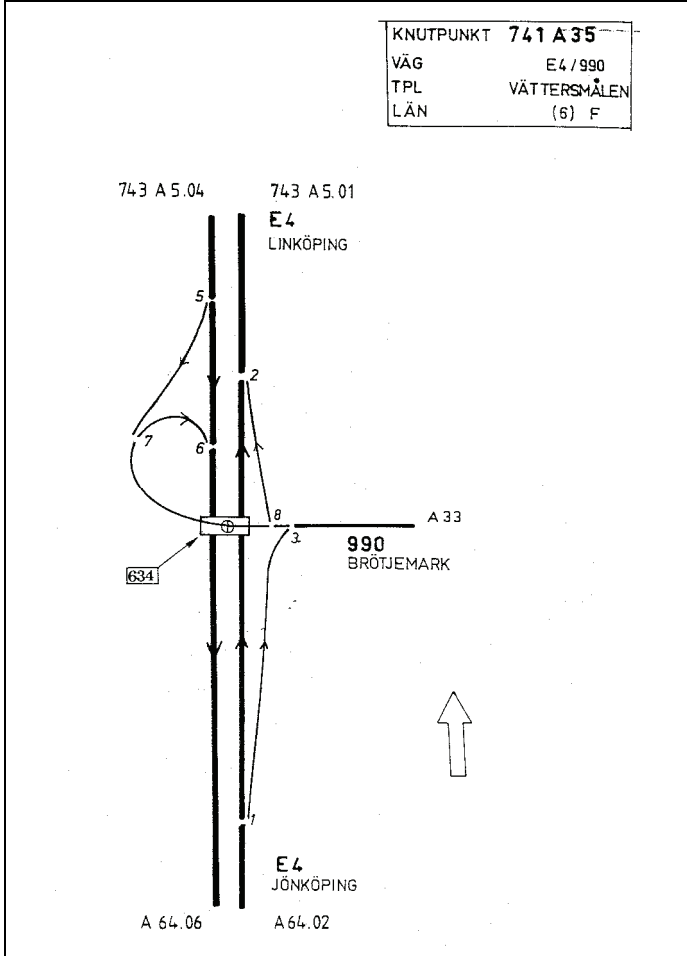 KNUTPUNKT 741 A 35
VÄG E4/990
TPL VÄTTERSMÅLEN
LÄN (6) F
743 A 5.04 743 A 5.01
E4
LINKÖPING
5
2
7
6
8
3
A 33
990
BRÖTJEMARK
634
1
E4
JÖNKÖPING
A 64.06 A 64.02